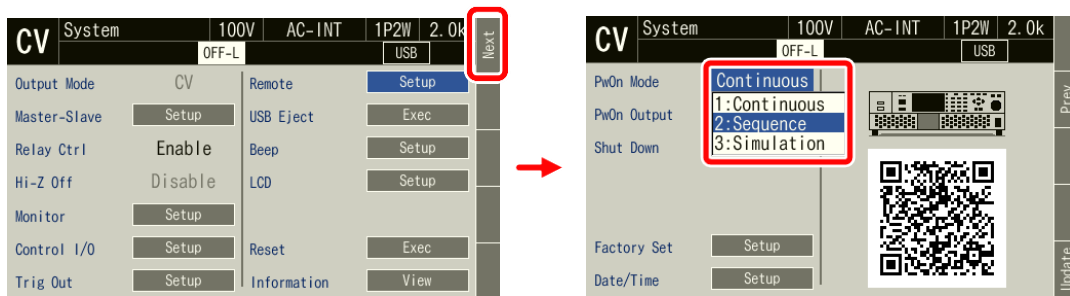 CV System 100V AC-INT 1P2W 2.0k
OFF-L USB
Next
Output Mode CV Remote Setup
Master-Slave Setup USB Eject Exec
Relay Ctrl Enable Beep Setup
Hi-Z Off Disable LCD Setup
Monitor Setup
Control I/O Setup Reset Exec
Trig Out Setup Information View
CV System 100V AC-INT 1P2W 2.0k
OFF-L USB
PwOn Mode Continuous
1:Continuous
PwOn Output 2:Sequence
Shut Down 3:Simulation
Prev
Factory Set Setup
Date/Time Setup
Update